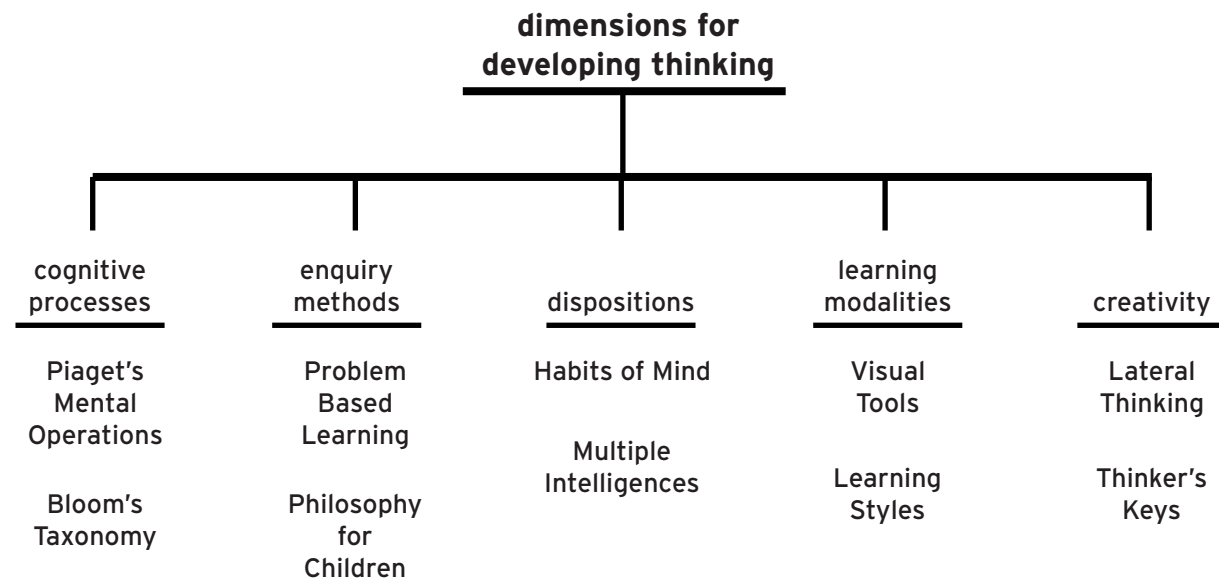 dimensions for
developing thinking
cognitive
processes
Piaget's
Mental
Operations
Bloom's
Taxonomy
enquiry
methods
Problem
Based
Learning
Philosophy
for
Children
dispositions
Habits of Mind
Multiple
Intelligences
learning
modalities
Visual
Tools
Learning
Styles
creativity
Lateral
Thinking
Thinker's
Keys